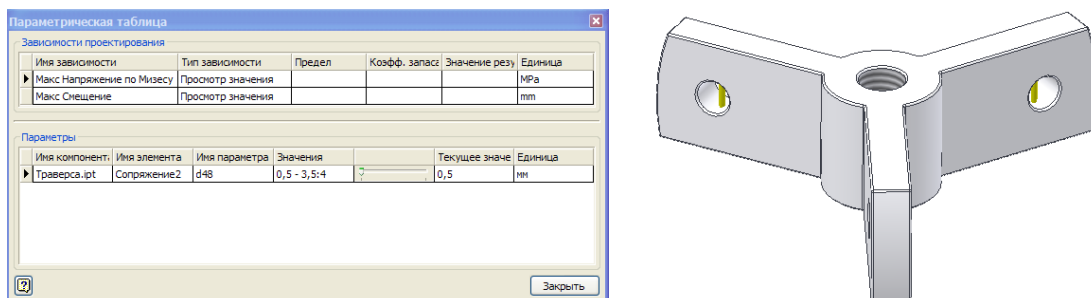 Параметрическая таблица
Зависимости проектирования
Имя зависимости Тип зависимости Предел Коэфф. запаса Значение резу Единица
Макс Напряжение по Мизесу Просмотр значения MPa
Макс Смещение Просмотр значения mm
Параметры
Имя компонент Имя элемента Имя параметра Значения Текущее значе Единица
Траверса.ipt Сопряжение2 d48 0,5 - 3,5:4 0,5 мм
Закрыть